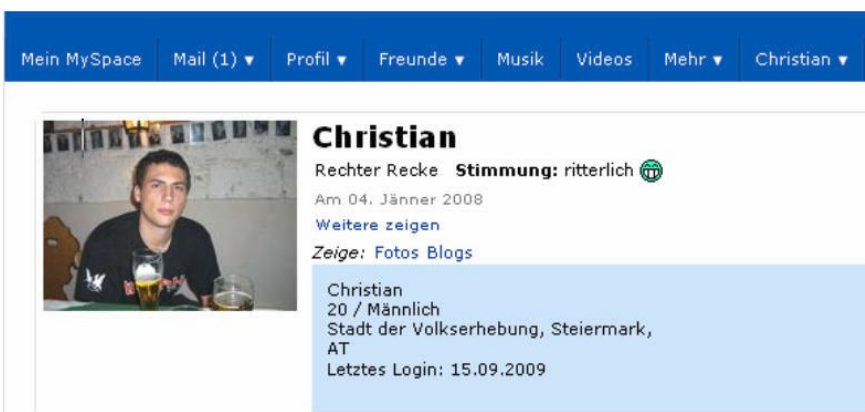 Mein MySpace Mail (1) ▼ Profil ▼ Freunde ▼ Musik Videos Mehr ▼ Christian ▼
Christian
Rechter Recke Stimmung: ritterlich
Am 04. Jänner 2008
Weitere zeigen
Zeige: Fotos Blogs
Christian
20 / Männlich
Stadt der Volkserhebung, Steiermark,
AT
Letztes Login: 15.09.2009